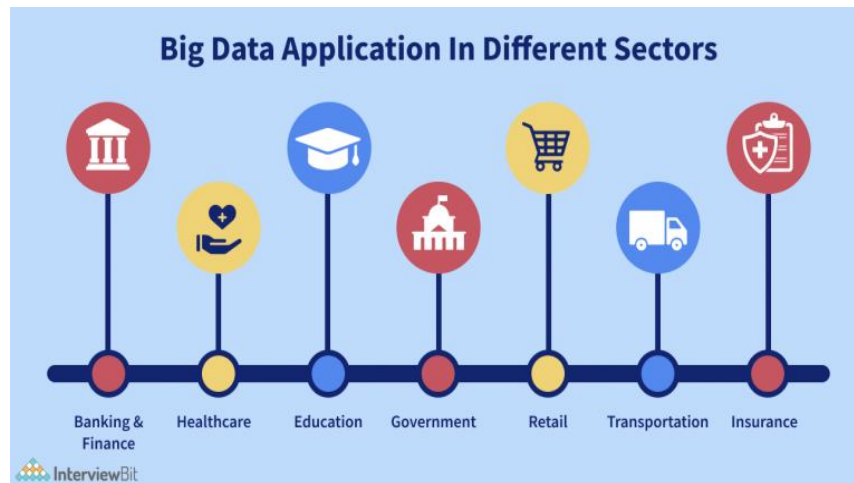 Big Data Application In Different Sectors
Banking &
Finance
Healthcare
Education
Government
Retail
Transportation
Insurance
InterviewBit